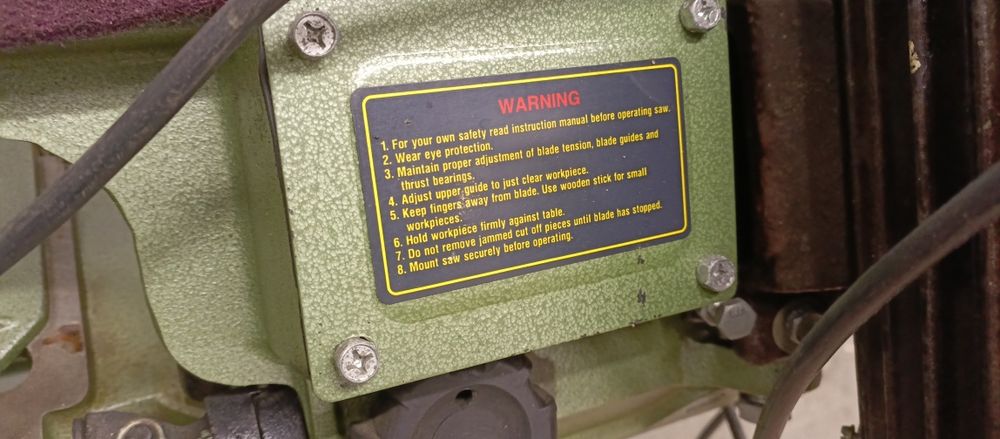 WARNING
1. For your own safety read instruction manual before operating saw.
2. Wear eye protection.
3. Maintain proper adjustment of blade tension, blade guides and
thrust bearings.
4. Adjust upper guide to just clear workpiece.
5. Keep fingers away from blade. Use wooden stick for small
workpieces.
6. Hold workpiece firmly against table.
7. Do not remove jammed cut off pieces until blade has stopped.
8. Mount saw securely before operating.